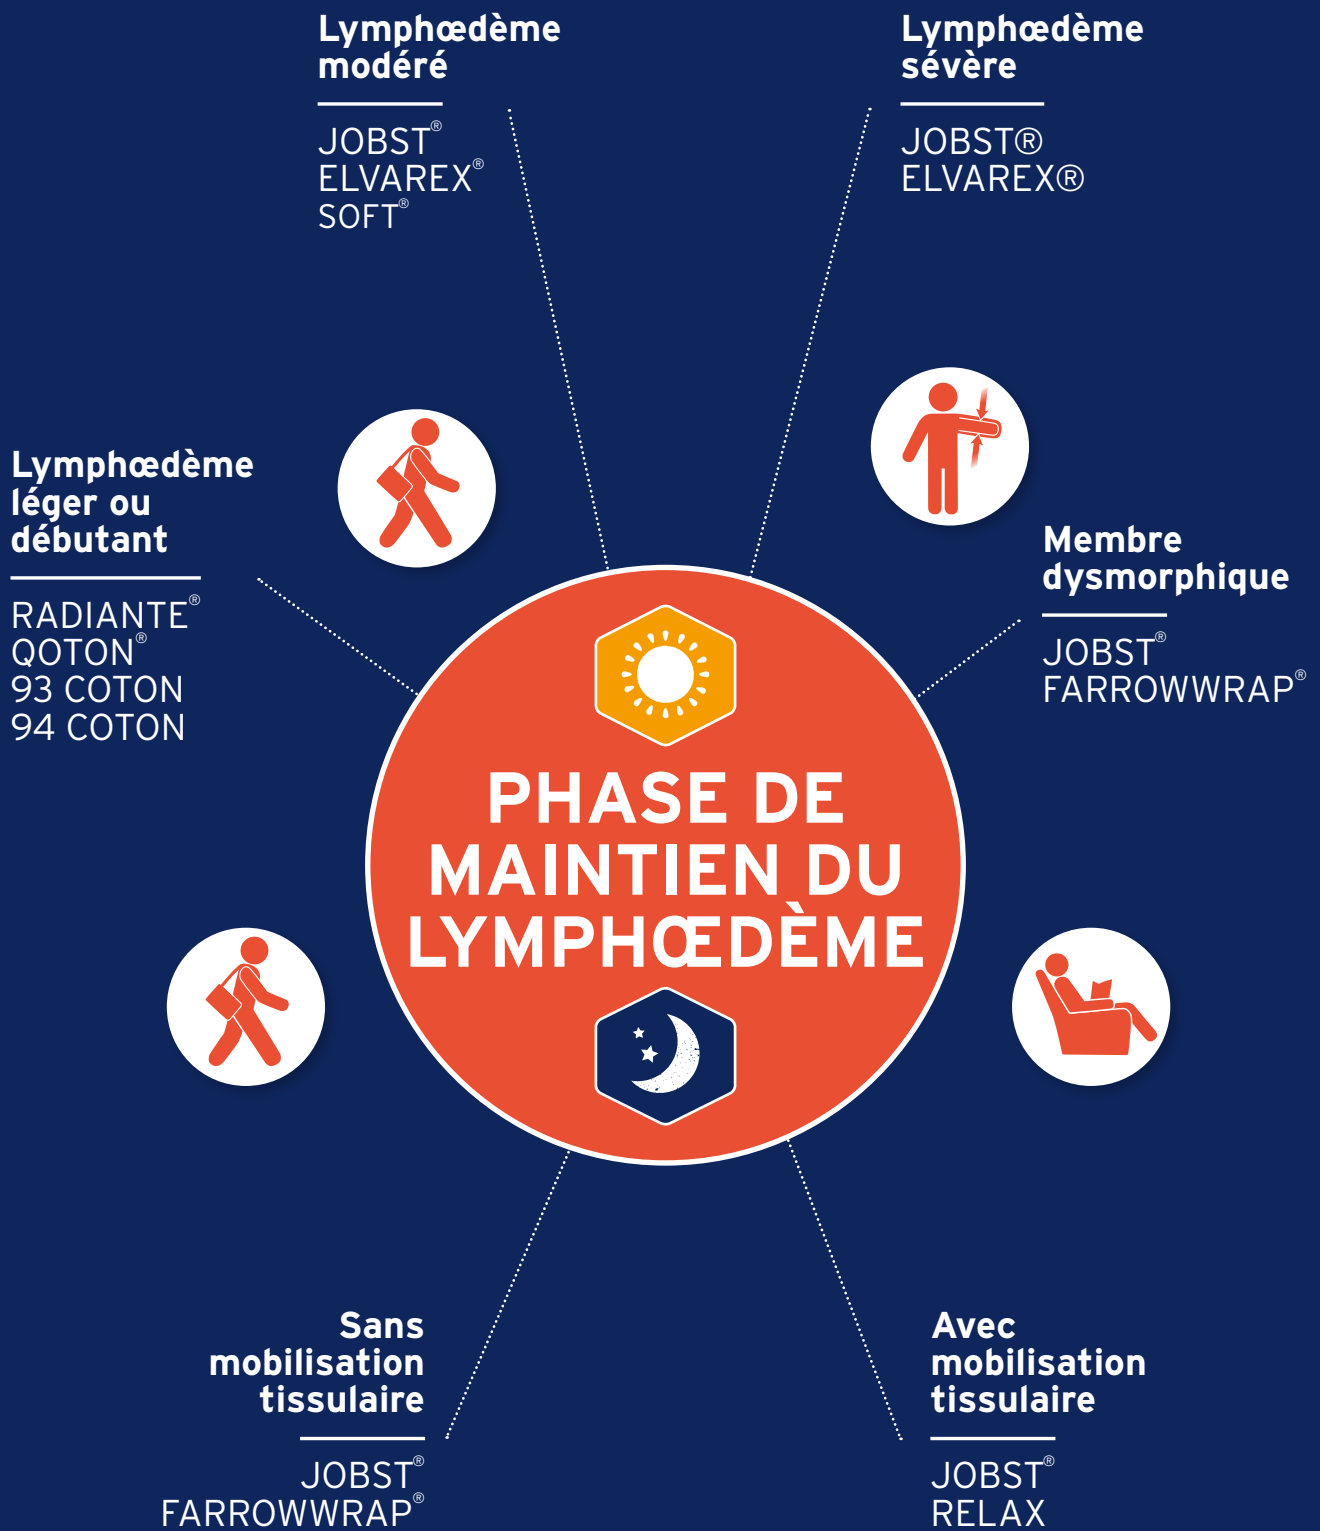 Lymphœdème
modéré
JOBST®
ELVAREX®
SOFT®
Lymphœdème
sévère
JOBST®
ELVAREX®
Lymphœdème
léger ou
débutant
RADIANTE®
QOTON®
93 COTON
94 COTON
Membre
dysmorphique
JOBST®
FARROWWRAP®
PHASE DE
MAINTIEN DU
LYMPHŒDÈME
Sans
mobilisation
tissulaire
JOBST®
FARROWWRAP®
Avec
mobilisation
tissulaire
JOBST®
RELAX